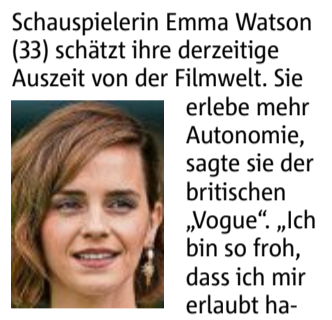 Schauspielerin Emma Watson
(33) schätzt ihre derzeitige
Auszeit von der Filmwelt. Sie
erlebe mehr
Autonomie,
sagte sie der
britischen
„Vogue“. „Ich
bin so froh,
dass ich mir
erlaubt ha-